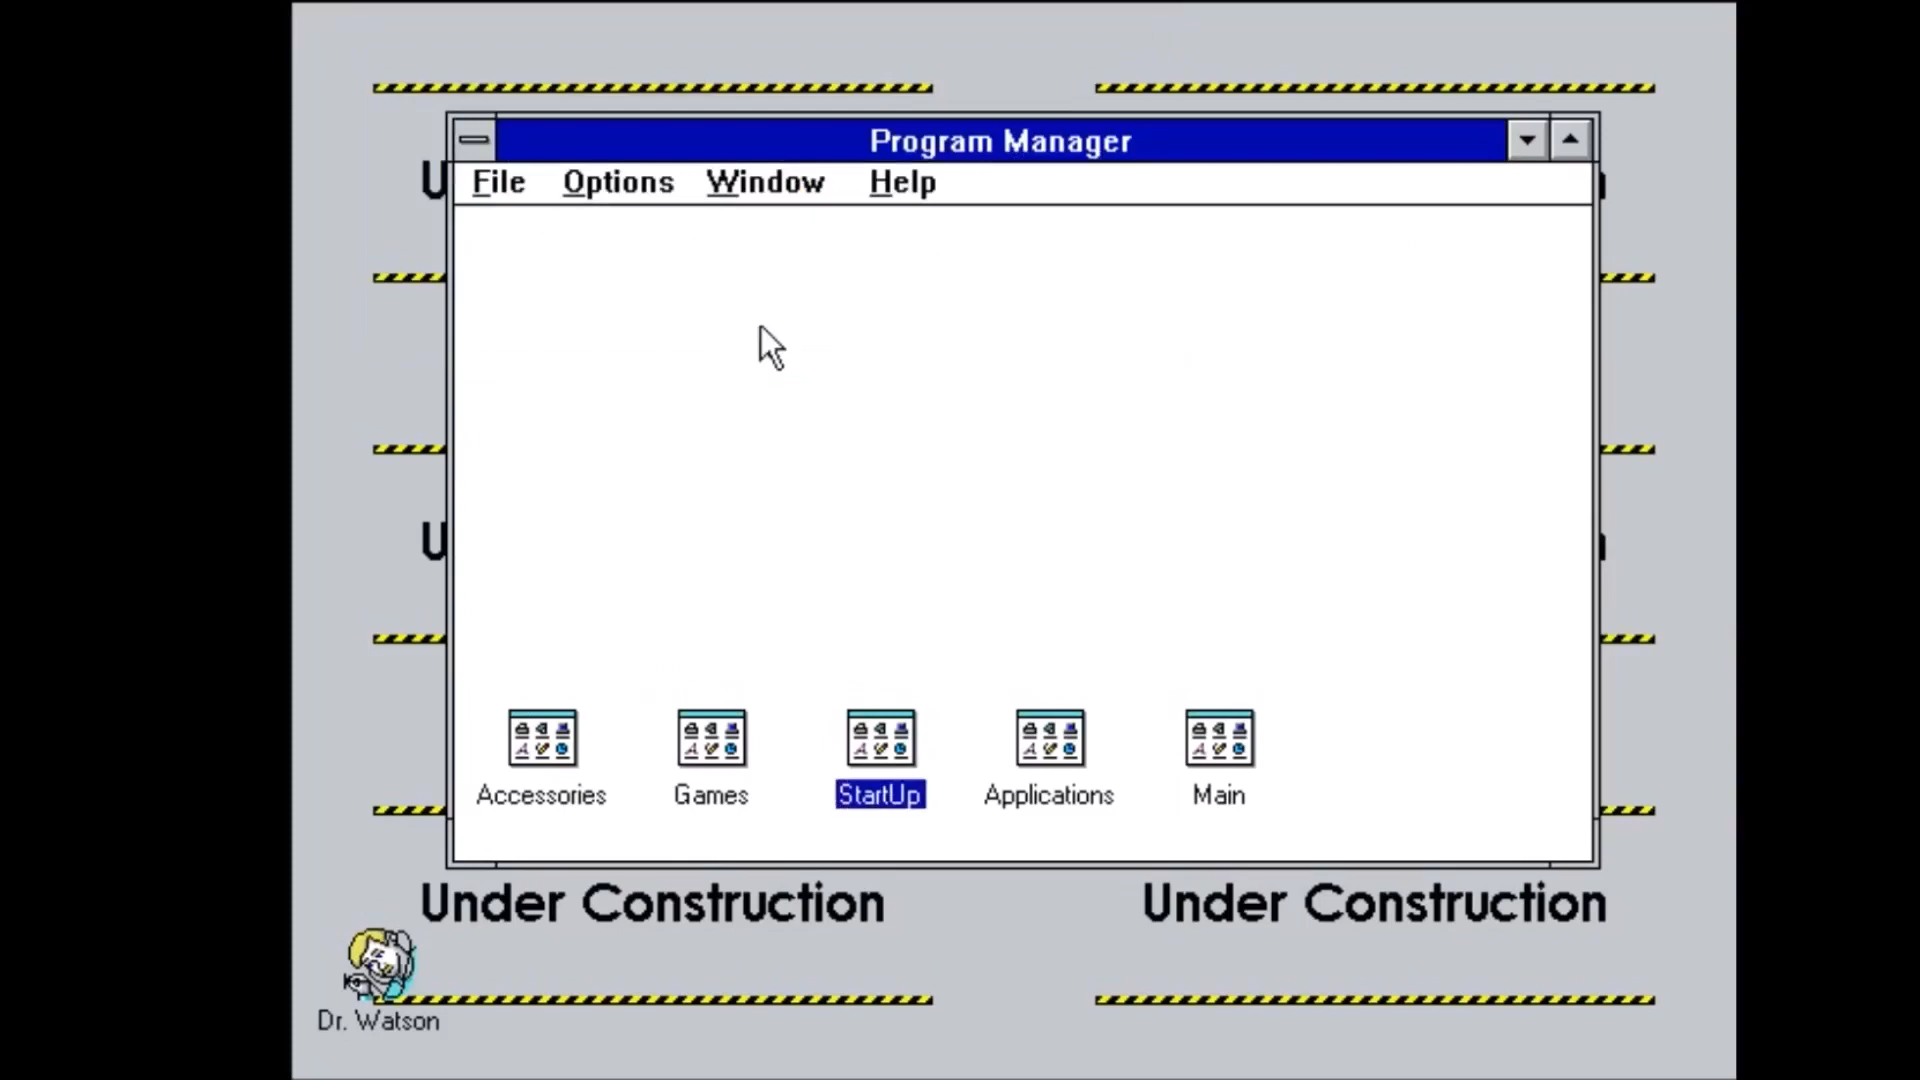 Program Manager
File Options Window Help
Accessories Games StartUp Applications Main
Under Construction Under Construction
Dr. Watson